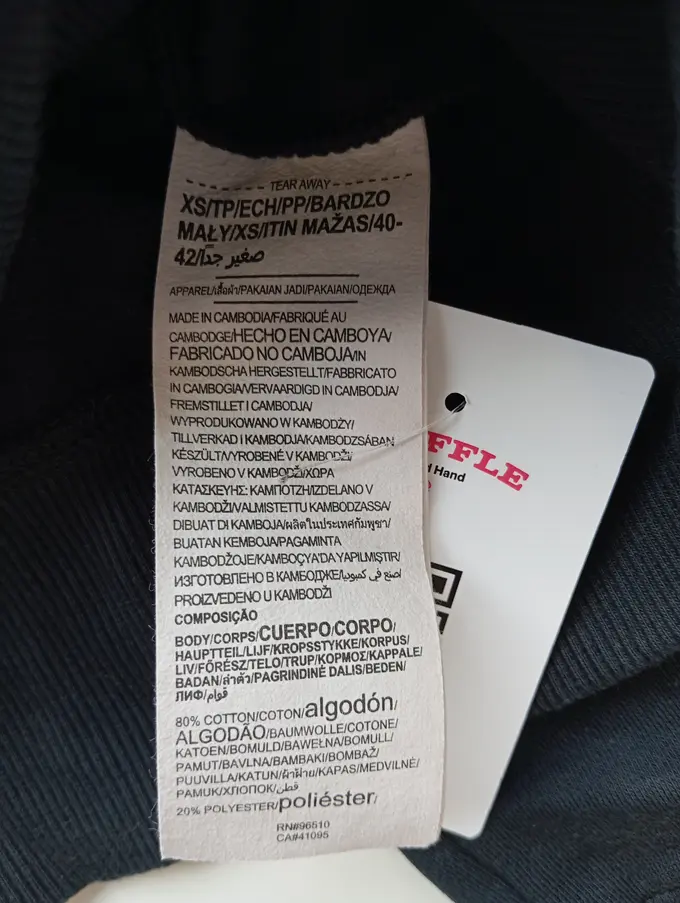 TEAR AWAY
XS/TP/ECH/PP/BARDZO
MAŁY/XS/ITIN MAŽAS/40-
42/صغير جدًا
APPAREL/เสื้อผ้า/PAKAIAN JADI/PAKAIAN/ОДЕЖДА
MADE IN CAMBODIA/FABRIQUÉ AU
CAMBODGE/HECHO EN CAMBOYA/
FABRICADO NO CAMBOJA/IN
KAMBODSCHA HERGESTELLT/FABBRICATO
IN CAMBOGIA/VERVAARDIGD IN CAMBODJA/
FREMSTILLET I CAMBODJA/
WYPRODUKOWANO W KAMBODŻY/
TILLVERKAD I KAMBODJA/KAMBODZSÁBAN
KÉSZÜLT/VYROBENÉ V KAMBODŽI/
VYROBENO V KAMBODŽI/ΧΩΡΑ
ΚΑΤΑΣΚΕΥΗΣ: ΚΑΜΠΟΤΖΗ/IZDELANO V
KAMBODŽI/VALMISTETTU KAMBODZASSA/
DIBUAT DI KAMBOJA/ผลิตในประเทศกัมพูชา/
BUATAN KEMBOJA/PAGAMINTA
KAMBODŽOJE/KAMBOÇYA'DA YAPILMIŞTIR/
ИЗГОТОВЛЕНО В КАМБОДЖЕ/صنع في كمبوديا/
PROIZVEDENO U KAMBODŽI
COMPOSIÇÃO
BODY/CORPS/CUERPO/CORPO/
HAUPTTEIL/LIJF/KROPSSTYKKE/KORPUS/
LIV/FŐRÉSZ/TELO/TRUP/ΚΟΡΜΟΣ/KAPPALE/
BADAN/ลำตัว/PAGRINDINĖ DALIS/BEDEN/
ЛИФ/قوام/
80% COTTON/COTON/algodón/
ALGODÃO/BAUMWOLLE/COTONE/
KATOEN/BOMULD/BAWEŁNA/BOMULL/
PAMUT/BAVLNA/BAMBAKI/BOMBAŽ/
PUUVILLA/KATUN/ผ้าฝ้าย/KAPAS/MEDVILNĖ/
PAMUK/ХЛОПОК/قطن/
20% POLYESTER/poliéster/
RN#96510
CA#41095
FFLE
Hand